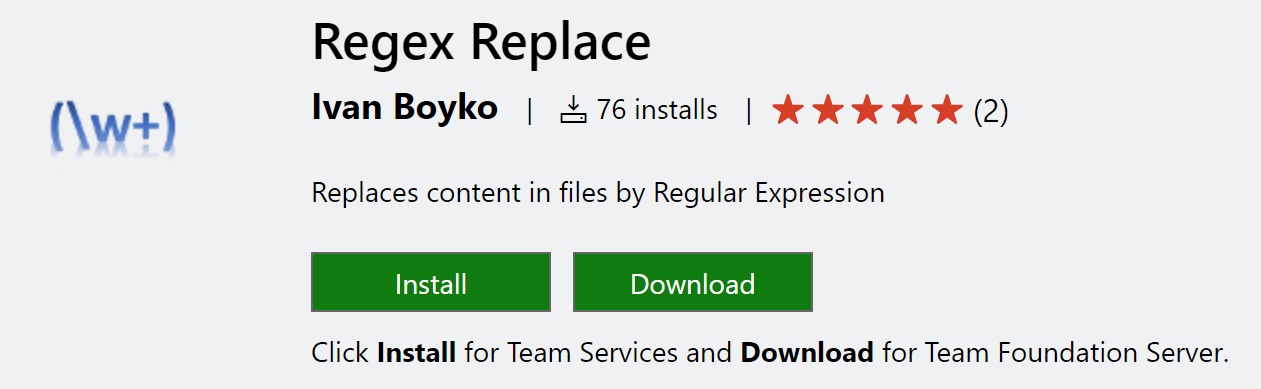 Regex Replace
(\w+)
Ivan Boyko | 76 installs | (2)
Replaces content in files by Regular Expression
Install Download
Click Install for Team Services and Download for Team Foundation Server.